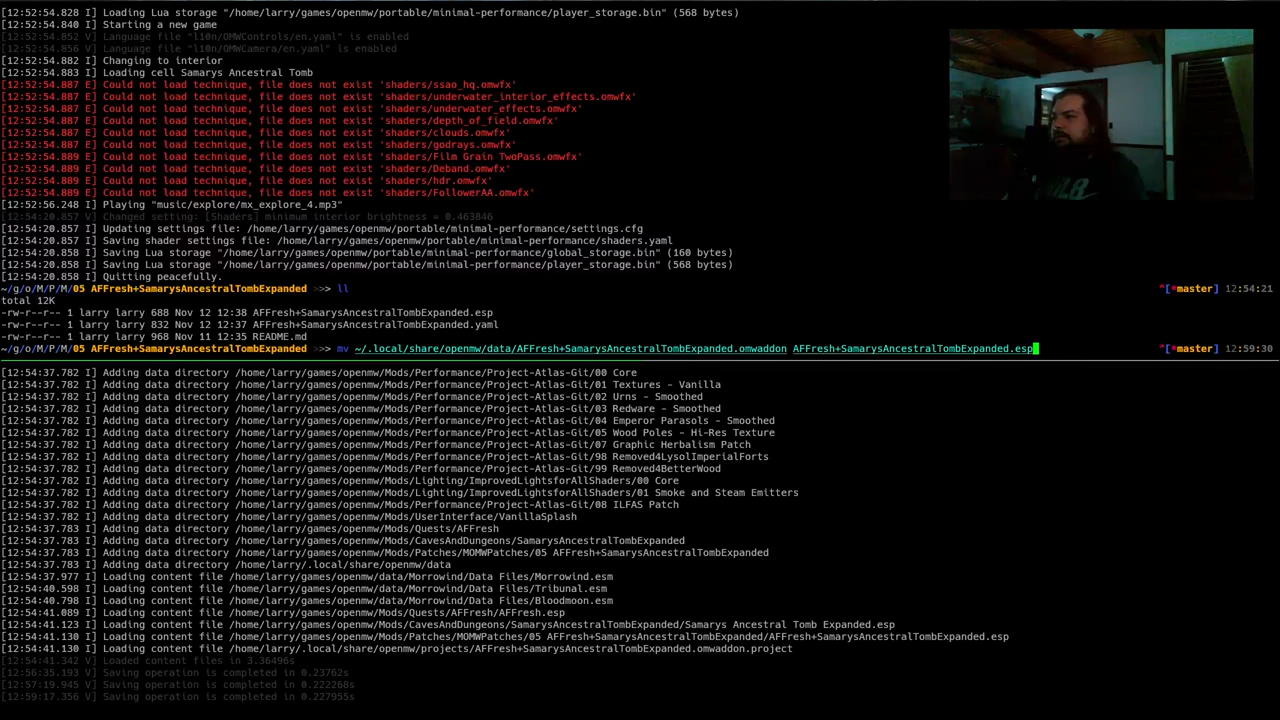 [12:52:54.828 I] Loading Lua storage "/home/larry/games/openmw/portable/minimal-performance/player_storage.bin" (568 bytes)
[12:52:54.840 I] Starting a new game
[12:52:54.852 V] Language file "l10n/OMWControls/en.yaml" is enabled
[12:52:54.856 V] Language file "l10n/OMWCamera/en.yaml" is enabled
[12:52:54.882 I] Changing to interior
[12:52:54.883 I] Loading cell Samarys Ancestral Tomb
[12:52:54.887 E] Could not load technique, file does not exist 'shaders/ssao_hq.omwfx'
[12:52:54.887 E] Could not load technique, file does not exist 'shaders/underwater_interior_effects.omwfx'
[12:52:54.887 E] Could not load technique, file does not exist 'shaders/underwater_effects.omwfx'
[12:52:54.887 E] Could not load technique, file does not exist 'shaders/depth_of_field.omwfx'
[12:52:54.887 E] Could not load technique, file does not exist 'shaders/clouds.omwfx'
[12:52:54.887 E] Could not load technique, file does not exist 'shaders/godrays.omwfx'
[12:52:54.889 E] Could not load technique, file does not exist 'shaders/Film Grain TwoPass.omwfx'
[12:52:54.889 E] Could not load technique, file does not exist 'shaders/Deband.omwfx'
[12:52:54.889 E] Could not load technique, file does not exist 'shaders/hdr.omwfx'
[12:52:54.889 E] Could not load technique, file does not exist 'shaders/FollowerAA.omwfx'
[12:52:56.248 I] Playing "music/explore/mx_explore_4.mp3"
[12:54:20.857 V] Changed setting: [Shaders] minimum interior brightness = 0.463846
[12:54:20.857 I] Updating settings file: /home/larry/games/openmw/portable/minimal-performance/settings.cfg
[12:54:20.857 I] Saving shader settings file: /home/larry/games/openmw/portable/minimal-performance/shaders.yaml
[12:54:20.858 I] Saving Lua storage "/home/larry/games/openmw/portable/minimal-performance/global_storage.bin" (160 bytes)
[12:54:20.858 I] Saving Lua storage "/home/larry/games/openmw/portable/minimal-performance/player_storage.bin" (568 bytes)
[12:54:20.858 I] Quitting peacefully.
~/g/o/M/P/M/05 AFFresh+SamarysAncestralTombExpanded >>> ll ^[*master] 12:54:21
total 12K
-rw-r--r-- 1 larry larry 688 Nov 12 12:38 AFFresh+SamarysAncestralTombExpanded.esp
-rw-r--r-- 1 larry larry 832 Nov 12 12:37 AFFresh+SamarysAncestralTombExpanded.yaml
-rw-r--r-- 1 larry larry 968 Nov 11 12:35 README.md
~/g/o/M/P/M/05 AFFresh+SamarysAncestralTombExpanded >>> mv ~/.local/share/openmw/data/AFFresh+SamarysAncestralTombExpanded.omwaddon AFFresh+SamarysAncestralTombExpanded.esp ^[*master] 12:59:30
[12:54:37.782 I] Adding data directory /home/larry/games/openmw/Mods/Performance/Project-Atlas-Git/00 Core
[12:54:37.782 I] Adding data directory /home/larry/games/openmw/Mods/Performance/Project-Atlas-Git/01 Textures - Vanilla
[12:54:37.782 I] Adding data directory /home/larry/games/openmw/Mods/Performance/Project-Atlas-Git/02 Urns - Smoothed
[12:54:37.782 I] Adding data directory /home/larry/games/openmw/Mods/Performance/Project-Atlas-Git/03 Redware - Smoothed
[12:54:37.782 I] Adding data directory /home/larry/games/openmw/Mods/Performance/Project-Atlas-Git/04 Emperor Parasols - Smoothed
[12:54:37.782 I] Adding data directory /home/larry/games/openmw/Mods/Performance/Project-Atlas-Git/05 Wood Poles - Hi-Res Texture
[12:54:37.782 I] Adding data directory /home/larry/games/openmw/Mods/Performance/Project-Atlas-Git/07 Graphic Herbalism Patch
[12:54:37.782 I] Adding data directory /home/larry/games/openmw/Mods/Performance/Project-Atlas-Git/98 Removed4LysolImperialForts
[12:54:37.782 I] Adding data directory /home/larry/games/openmw/Mods/Performance/Project-Atlas-Git/99 Removed4BetterWood
[12:54:37.782 I] Adding data directory /home/larry/games/openmw/Mods/Lighting/ImprovedLightsforAllShaders/00 Core
[12:54:37.782 I] Adding data directory /home/larry/games/openmw/Mods/Lighting/ImprovedLightsforAllShaders/01 Smoke and Steam Emitters
[12:54:37.782 I] Adding data directory /home/larry/games/openmw/Mods/Performance/Project-Atlas-Git/08 ILFAS Patch
[12:54:37.782 I] Adding data directory /home/larry/games/openmw/Mods/UserInterface/VanillaSplash
[12:54:37.783 I] Adding data directory /home/larry/games/openmw/Mods/Quests/AFFresh
[12:54:37.783 I] Adding data directory /home/larry/games/openmw/Mods/CavesAndDungeons/SamarysAncestralTombExpanded
[12:54:37.783 I] Adding data directory /home/larry/games/openmw/Mods/Patches/MOMWPatches/05 AFFresh+SamarysAncestralTombExpanded
[12:54:37.783 I] Adding data directory /home/larry/.local/share/openmw/data
[12:54:37.977 I] Loading content file /home/larry/games/openmw/data/Morrowind/Data Files/Morrowind.esm
[12:54:40.598 I] Loading content file /home/larry/games/openmw/data/Morrowind/Data Files/Tribunal.esm
[12:54:40.798 I] Loading content file /home/larry/games/openmw/data/Morrowind/Data Files/Bloodmoon.esm
[12:54:41.089 I] Loading content file /home/larry/games/openmw/Mods/Quests/AFFresh/AFFresh.esp
[12:54:41.123 I] Loading content file /home/larry/games/openmw/Mods/CavesAndDungeons/SamarysAncestralTombExpanded/Samarys Ancestral Tomb Expanded.esp
[12:54:41.130 I] Loading content file /home/larry/games/openmw/Mods/Patches/MOMWPatches/05 AFFresh+SamarysAncestralTombExpanded/AFFresh+SamarysAncestralTombExpanded.esp
[12:54:41.130 I] Loading content file /home/larry/.local/share/openmw/projects/AFFresh+SamarysAncestralTombExpanded.omwaddon.project
[12:54:41.342 V] Loaded content files in 3.36496s
[12:56:35.193 V] Saving operation is completed in 0.23762s
[12:57:19.945 V] Saving operation is completed in 0.222268s
[12:59:17.356 V] Saving operation is completed in 0.227955s